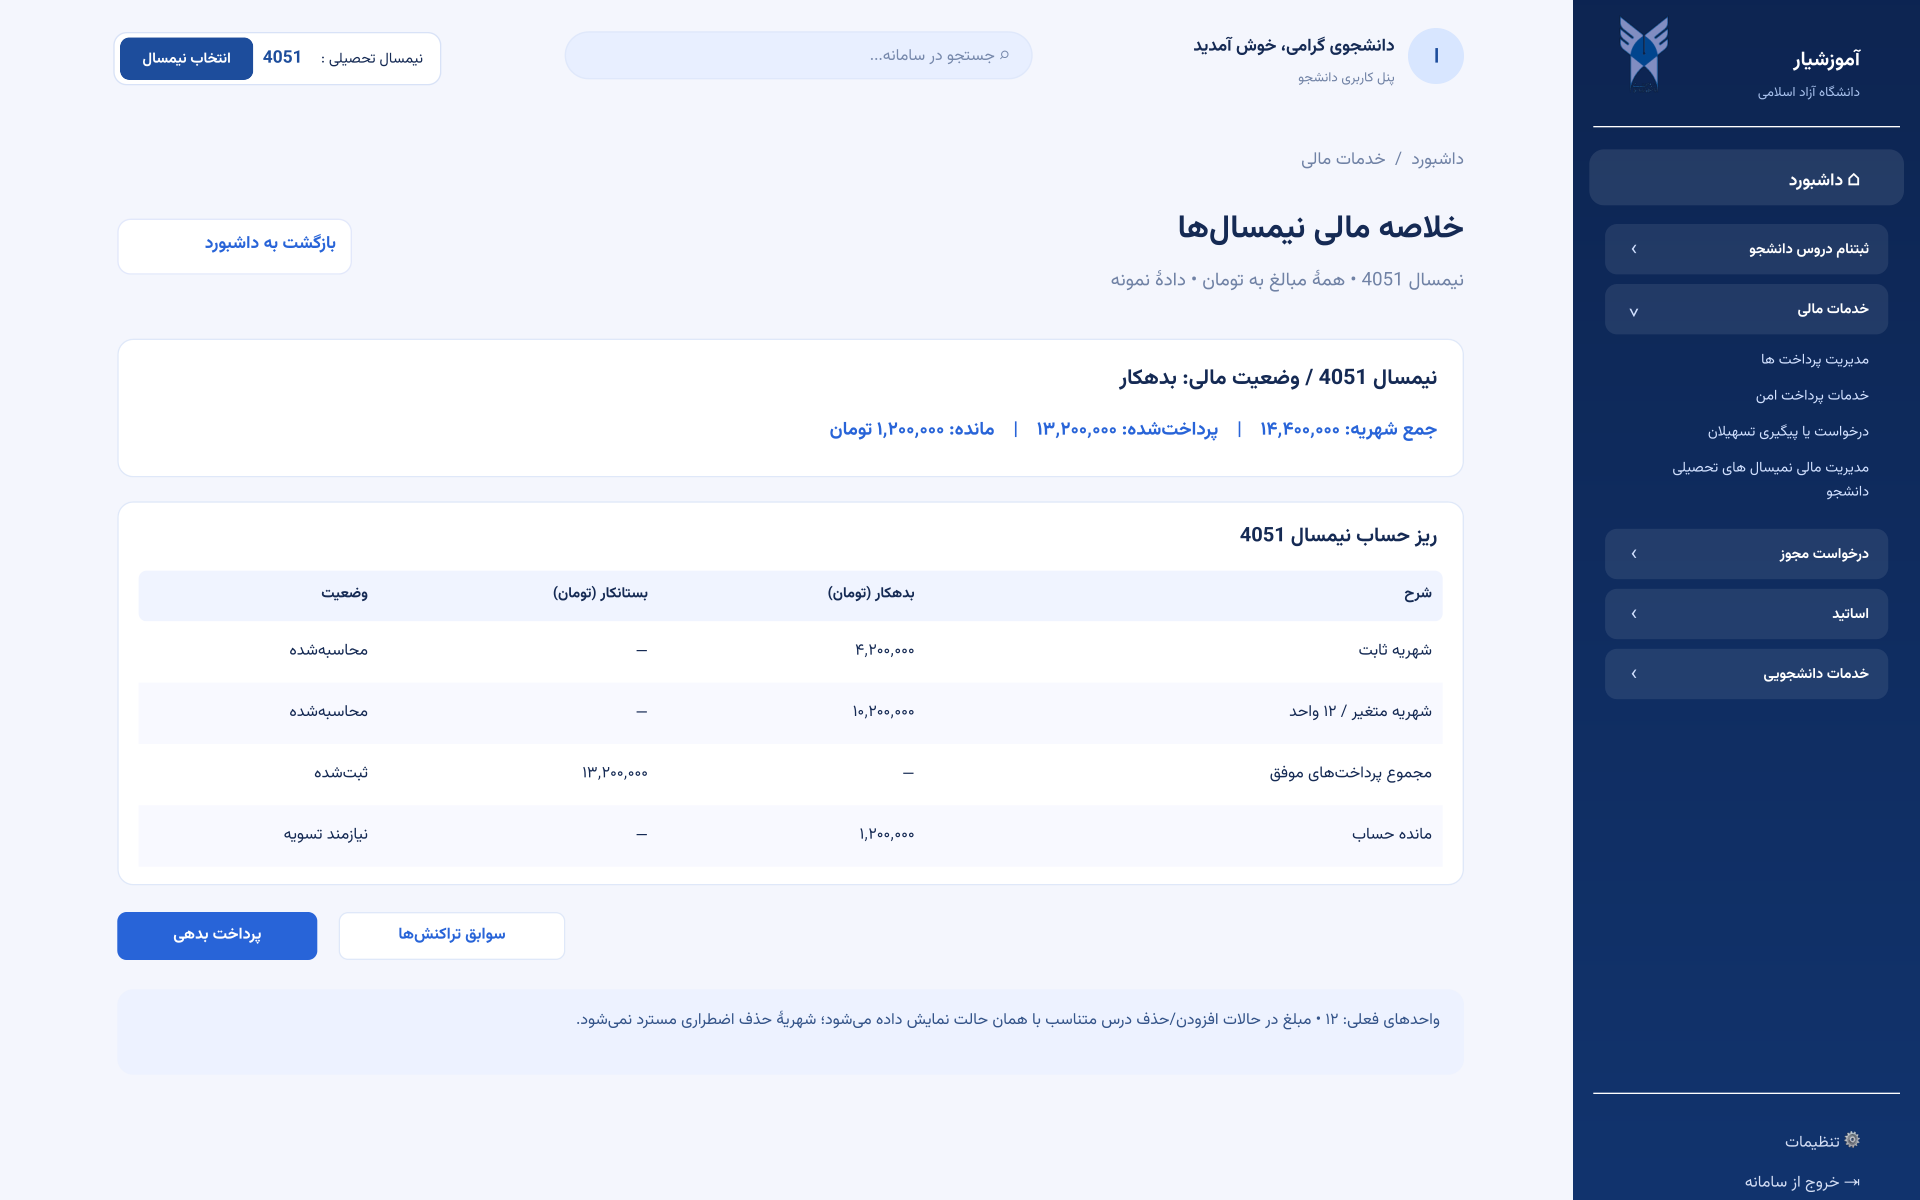 آموزشیار
دانشگاه آزاد اسلامی
داشبورد
ثبتنام دروس دانشجو
خدمات مالی
مدیریت پرداخت ها
خدمات پرداخت امن
درخواست یا پیگیری تسهیلان
مدیریت مالی نمیسال های تحصیلی
دانشجو
درخواست مجوز
اساتید
خدمات دانشجویی
تنظیمات
خروج از سامانه
ا
دانشجوی گرامی، خوش آمدید
پنل کاربری دانشجو
جستجو در سامانه...
نیمسال تحصیلی : 4051 انتخاب نیمسال
داشبورد / خدمات مالی
خلاصه مالی نیمسال‌ها
نیمسال 4051 • همهٔ مبالغ به تومان • دادهٔ نمونه
بازگشت به داشبورد
نیمسال 4051 / وضعیت مالی: بدهکار
جمع شهریه: ۱۴,۴۰۰,۰۰۰ | پرداخت‌شده: ۱۳,۲۰۰,۰۰۰ | مانده: ۱,۲۰۰,۰۰۰ تومان
ریز حساب نیمسال 4051
شرح بدهکار (تومان) بستانکار (تومان) وضعیت
شهریه ثابت ۴,۲۰۰,۰۰۰ — محاسبه‌شده
شهریه متغیر / ۱۲ واحد ۱۰,۲۰۰,۰۰۰ — محاسبه‌شده
مجموع پرداخت‌های موفق — ۱۳,۲۰۰,۰۰۰ ثبت‌شده
مانده حساب ۱,۲۰۰,۰۰۰ — نیازمند تسویه
سوابق تراکنش‌ها
پرداخت بدهی
واحدهای فعلی: ۱۲ • مبلغ در حالات افزودن/حذف درس متناسب با همان حالت نمایش داده می‌شود؛ شهریهٔ حذف اضطراری مسترد نمی‌شود.